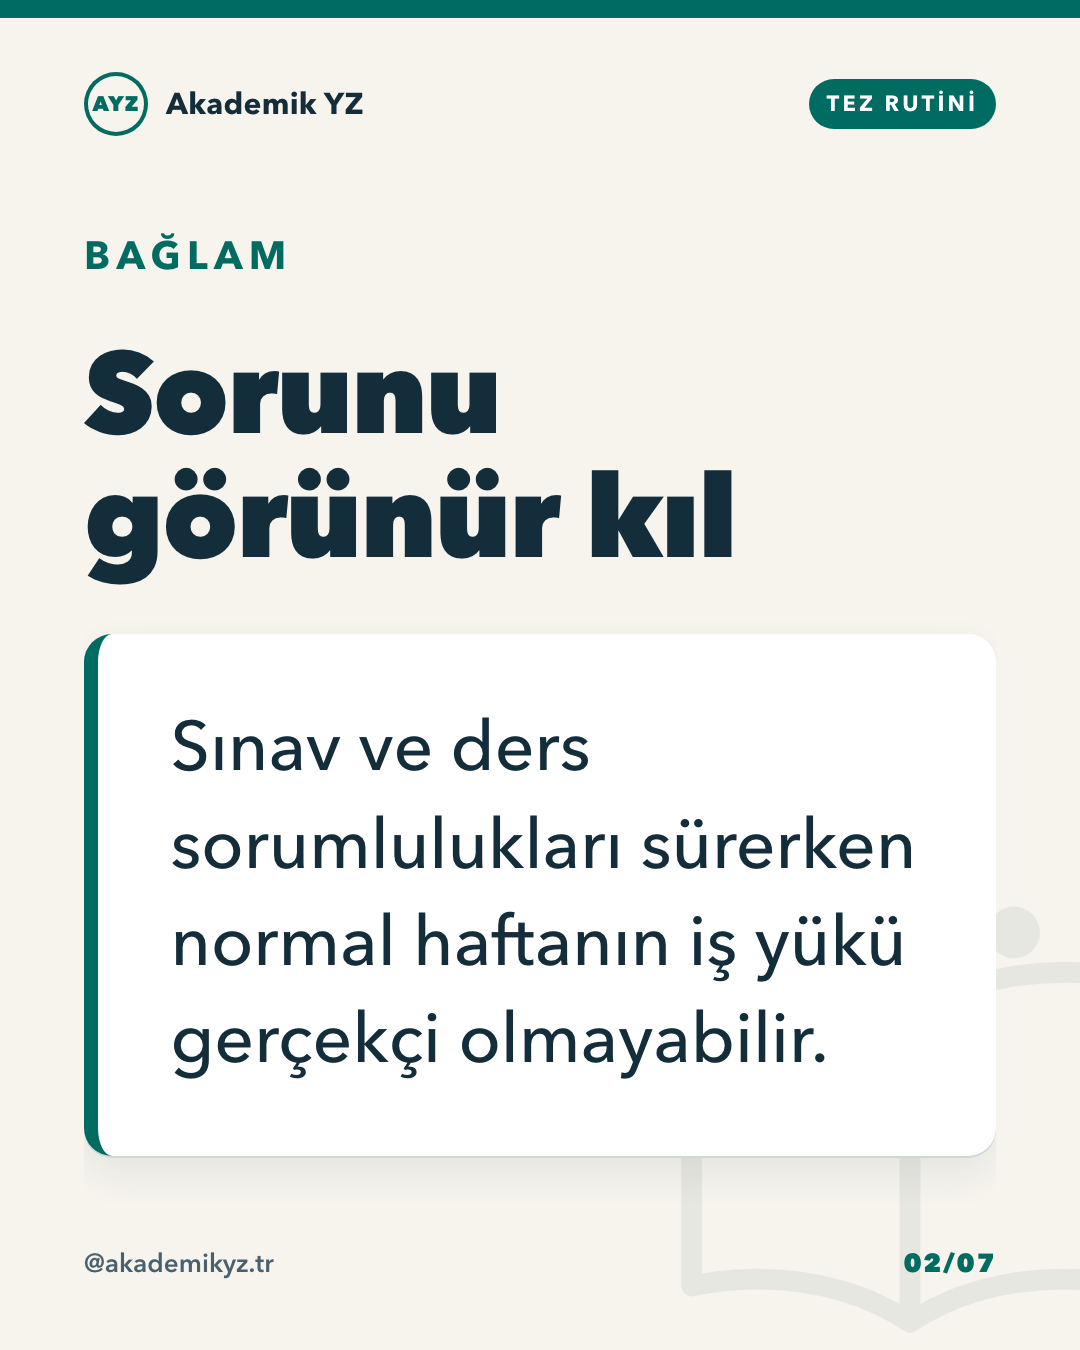 AYZ Akademik YZ
TEZ RUTİNİ
BAĞLAM
Sorunu
görünür kıl
Sınav ve ders
sorumlulukları sürerken
normal haftanın iş yükü
gerçekçi olmayabilir.
@akademikyz.tr
02/07